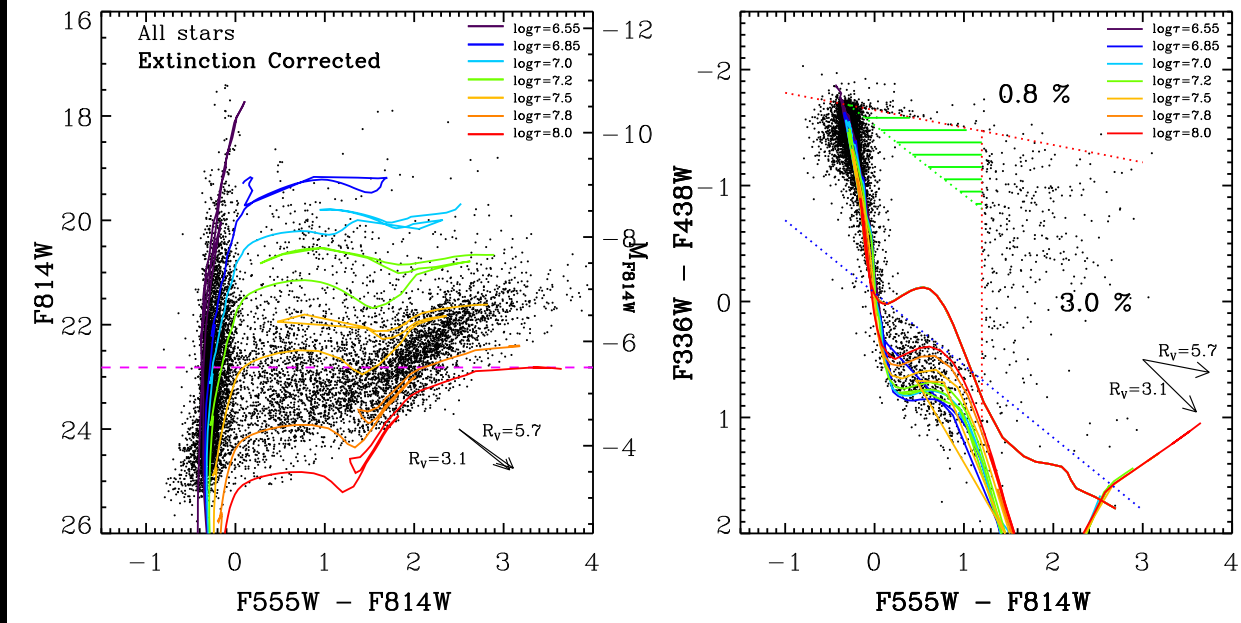 All stars
Extinction Corrected
logτ=6.55
logτ=6.85
logτ=7.0
logτ=7.2
logτ=7.5
logτ=7.8
logτ=8.0
16
18
20
22
24
26
F814W
−12
−10
−8
−6
−4
M_F814W
R_V=5.7
R_V=3.1
−1
0
1
2
3
4
F555W − F814W
logτ=6.55
logτ=6.85
logτ=7.0
logτ=7.2
logτ=7.5
logτ=7.8
logτ=8.0
0.8 %
3.0 %
−2
−1
0
1
2
F336W − F438W
R_V=5.7
R_V=3.1
−1
0
1
2
3
4
F555W − F814W